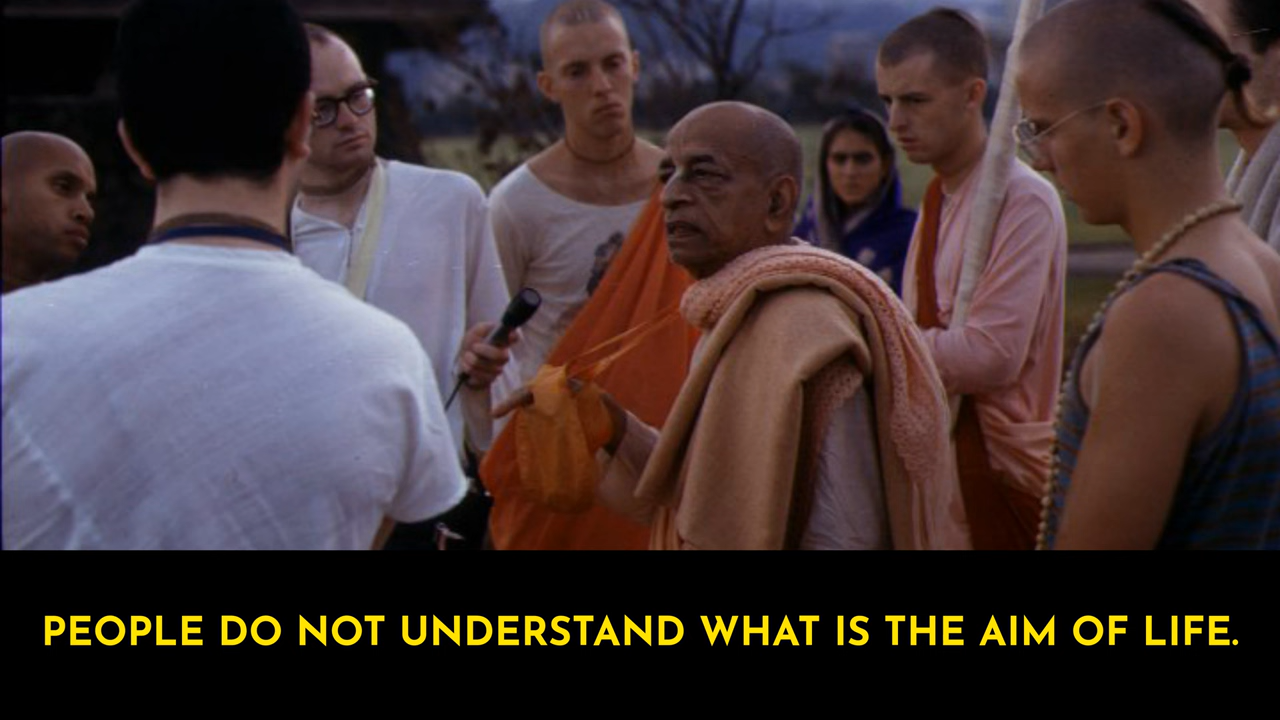 PEOPLE DO NOT UNDERSTAND WHAT IS THE AIM OF LIFE.